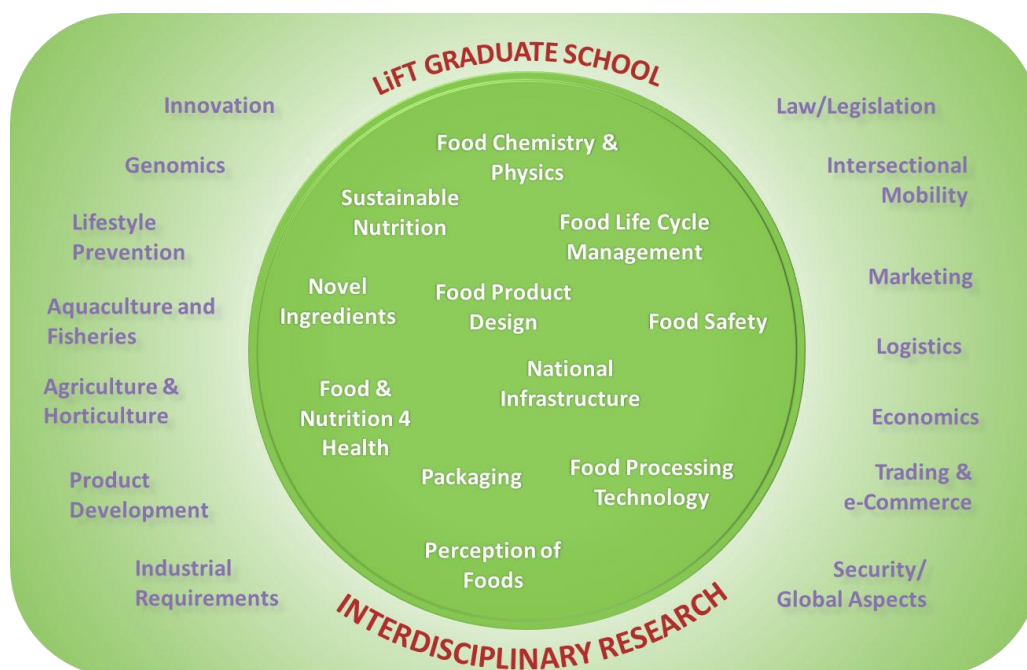 LiFT GRADUATE SCHOOL
Innovation
Genomics
Lifestyle
Prevention
Aquaculture and
Fisheries
Agriculture &
Horticulture
Product
Development
Industrial
Requirements
Food Chemistry &
Physics
Sustainable
Nutrition
Food Life Cycle
Management
Novel
Ingredients
Food Product
Design
Food Safety
National
Infrastructure
Food &
Nutrition 4
Health
Packaging
Food Processing
Technology
Perception of
Foods
Law/Legislation
Intersectional
Mobility
Marketing
Logistics
Economics
Trading &
e-Commerce
Security/
Global Aspects
INTERDISCIPLINARY RESEARCH